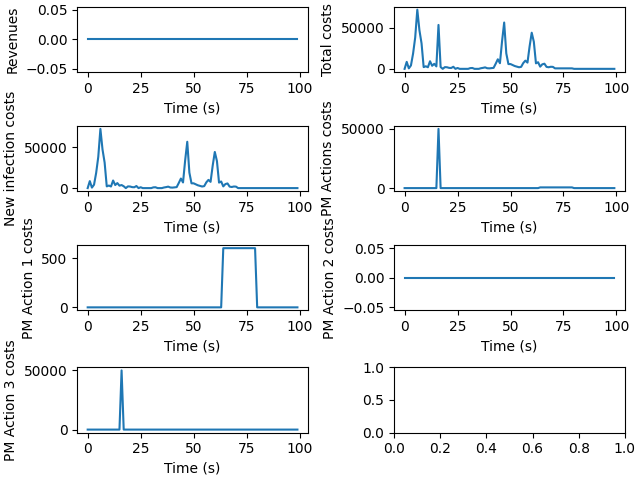 Revenues
0.05
0.00
−0.05
0 25 50 75 100
Time (s)
Total costs
50000
0
0 25 50 75 100
Time (s)
New infection costs
50000
0
0 25 50 75 100
Time (s)
PM Actions costs
50000
0
0 25 50 75 100
Time (s)
PM Action 1 costs
500
0
0 25 50 75 100
Time (s)
PM Action 2 costs
0.05
0.00
−0.05
0 25 50 75 100
Time (s)
PM Action 3 costs
50000
0
0 25 50 75 100
Time (s)
1.0
0.5
0.0
0.0 0.2 0.4 0.6 0.8 1.0